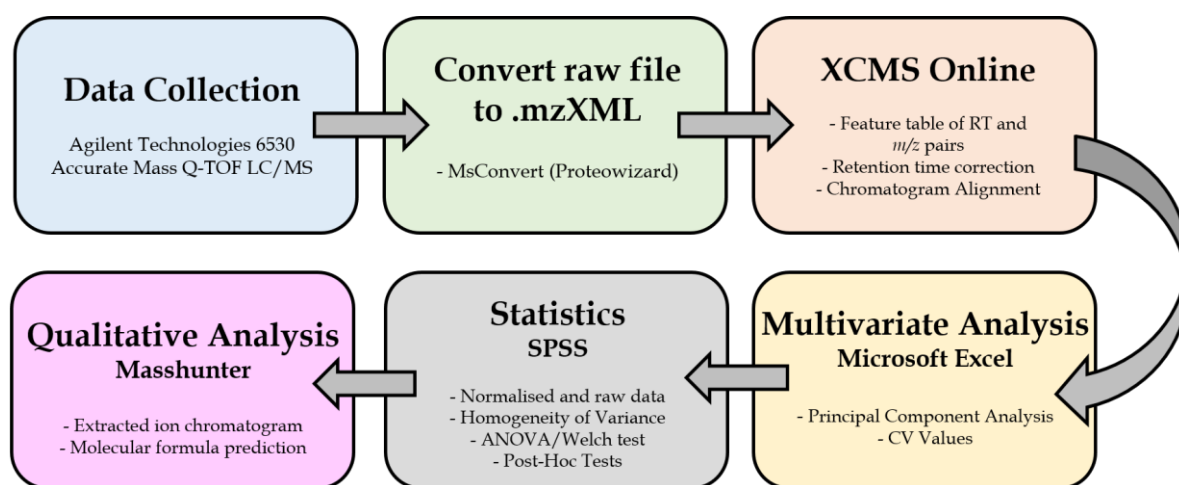 Data Collection
Agilent Technologies 6530
Accurate Mass Q-TOF LC/MS
Convert raw file
to .mzXML
- MsConvert (Proteowizard)
XCMS Online
- Feature table of RT and
m/z pairs
- Retention time correction
- Chromatogram Alignment
Multivariate Analysis
Microsoft Excel
- Principal Component Analysis
- CV Values
Statistics
SPSS
- Normalised and raw data
- Homogeneity of Variance
- ANOVA/Welch test
- Post-Hoc Tests
Qualitative Analysis
Masshunter
- Extracted ion chromatogram
- Molecular formula prediction